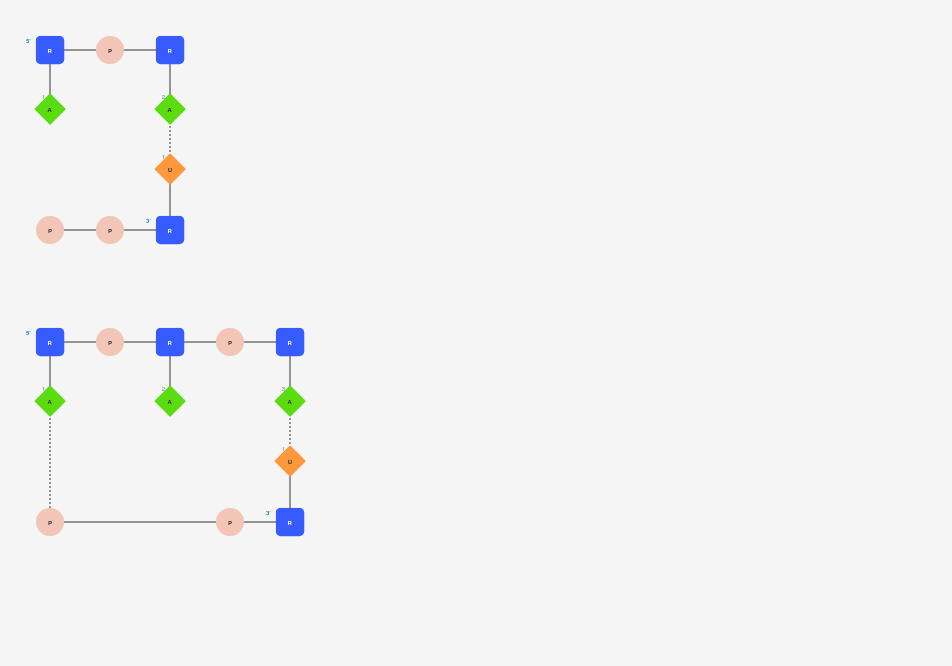 5' R P R
1 A 2 A
1 U
P P 3' R
5' R P R P R
1 A 2 A 3 A
1 U
P P 3' R